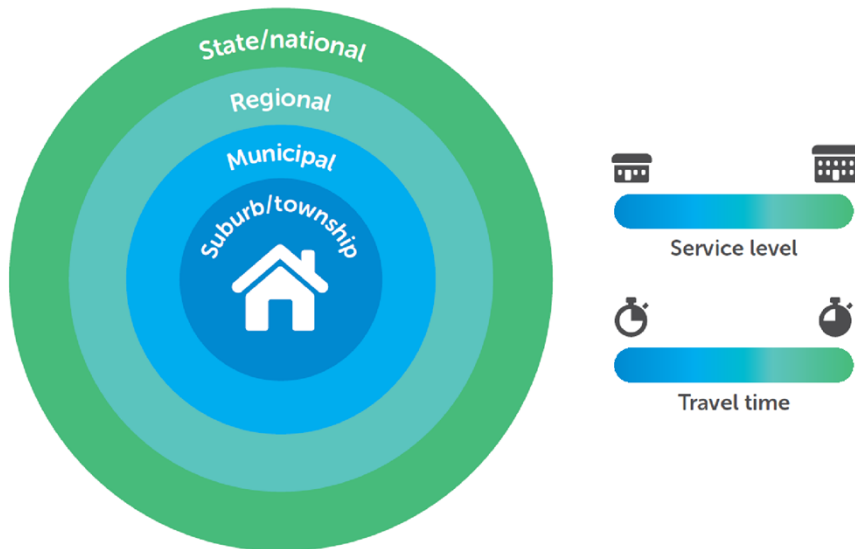 State/national
Regional
Municipal
Suburb/township
Service level
Travel time